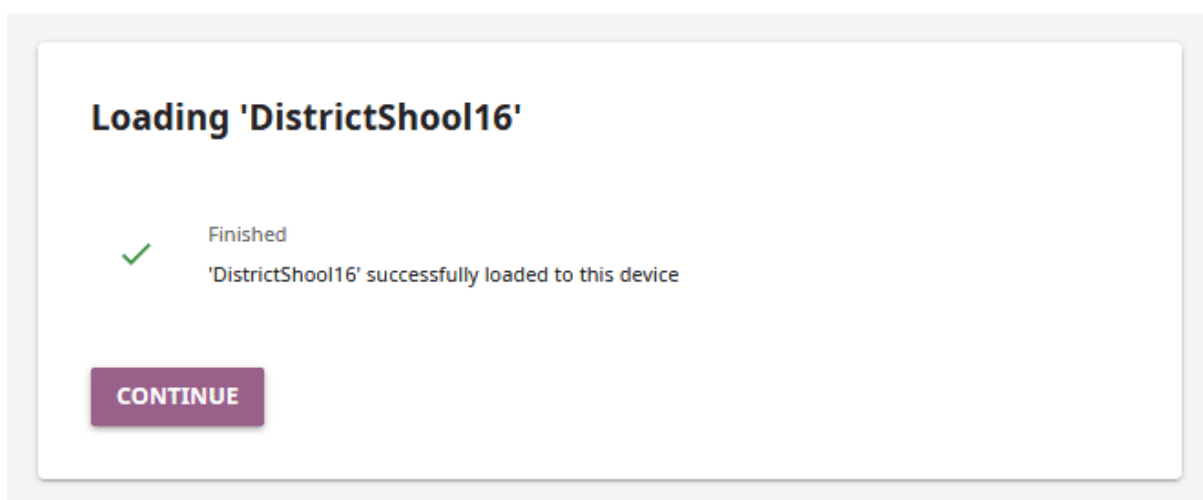 Loading 'DistrictShool16'
Finished
'DistrictShool16' successfully loaded to this device
CONTINUE